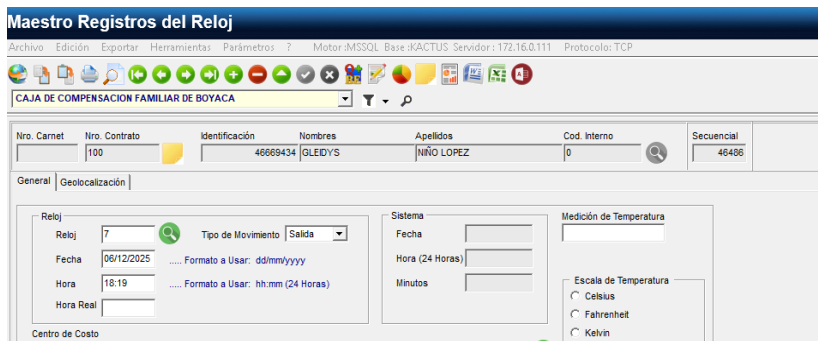 Maestro Registros del Reloj
Archivo Edición Exportar Herramientas Parámetros ? Motor :MSSQL Base :KACTUS Servidor : 172.16.0.111 Protocolo: TCP
CAJA DE COMPENSACION FAMILIAR DE BOYACA
Nro. Carnet Nro. Contrato Identificación Nombres Apellidos Cod. Interno Secuencial
100 46669434 GLEIDYS NIÑO LOPEZ 0 46486
General Geolocalización
Reloj Sistema Medición de Temperatura
Reloj 7 Tipo de Movimiento Salida Fecha
Fecha 06/12/2025 ..... Formato a Usar: dd/mm/yyyy Hora (24 Horas)
Hora 18:19 ..... Formato a Usar: hh:mm (24 Horas) Minutos Escala de Temperatura
Celsius
Hora Real Fahrenheit
Centro de Costo Kelvin